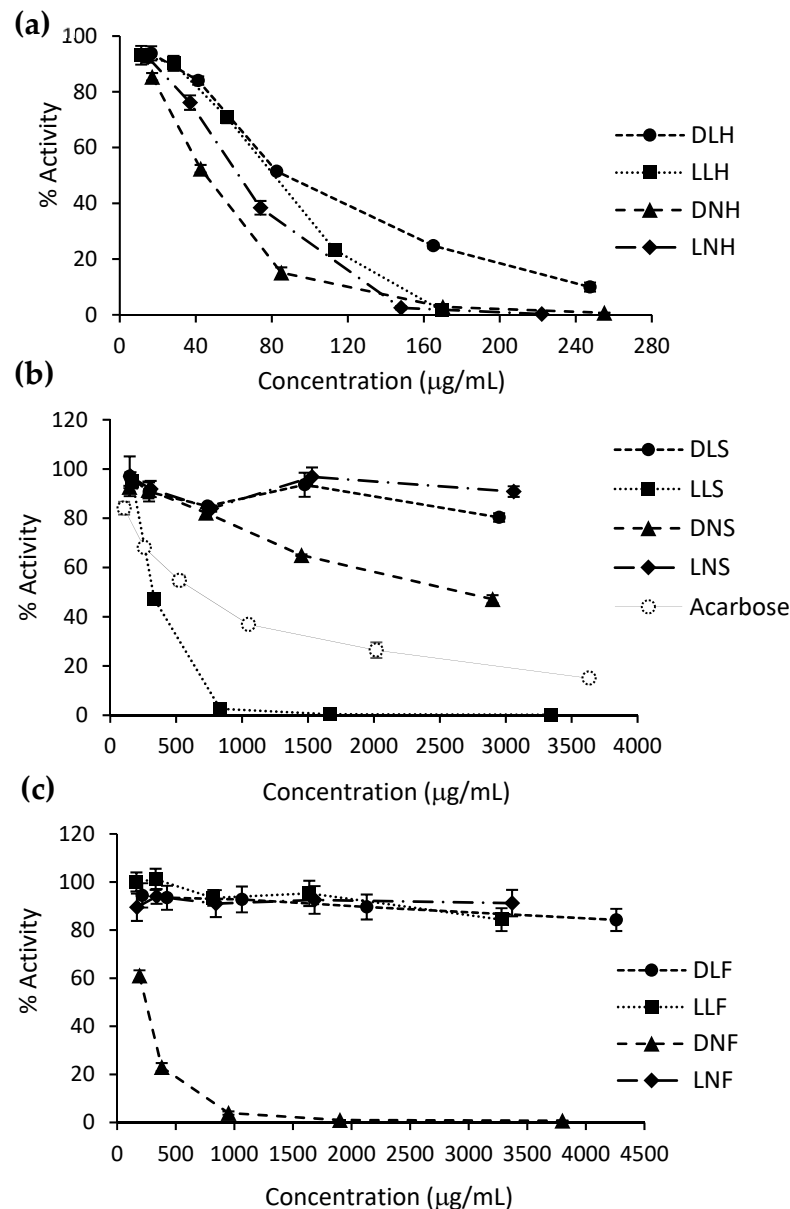 (a)
100
80
60
40
20
0
% Activity
0 40 80 120 160 200 240 280
Concentration (μg/mL)
DLH
LLH
DNH
LNH
(b)
120
100
80
60
40
20
0
% Activity
0 500 1000 1500 2000 2500 3000 3500 4000
Concentration (μg/mL)
DLS
LLS
DNS
LNS
Acarbose
(c)
120
100
80
60
40
20
0
% Activity
0 500 1000 1500 2000 2500 3000 3500 4000 4500
Concentration (μg/mL)
DLF
LLF
DNF
LNF